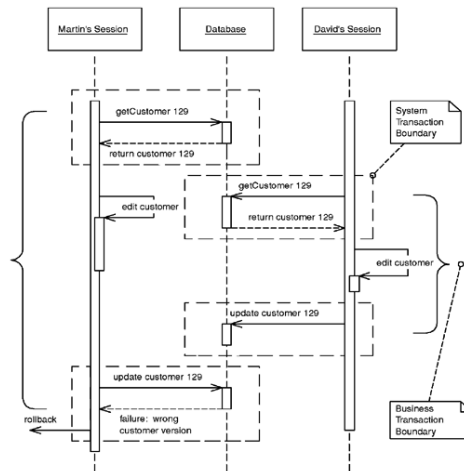 Martin's Session
Database
David's Session
getCustomer 129
return customer 129
System
Transaction
Boundary
getCustomer 129
edit customer
return customer 129
edit customer
update customer 129
update customer 129
failure: wrong
customer version
rollback
Business
Transaction
Boundary